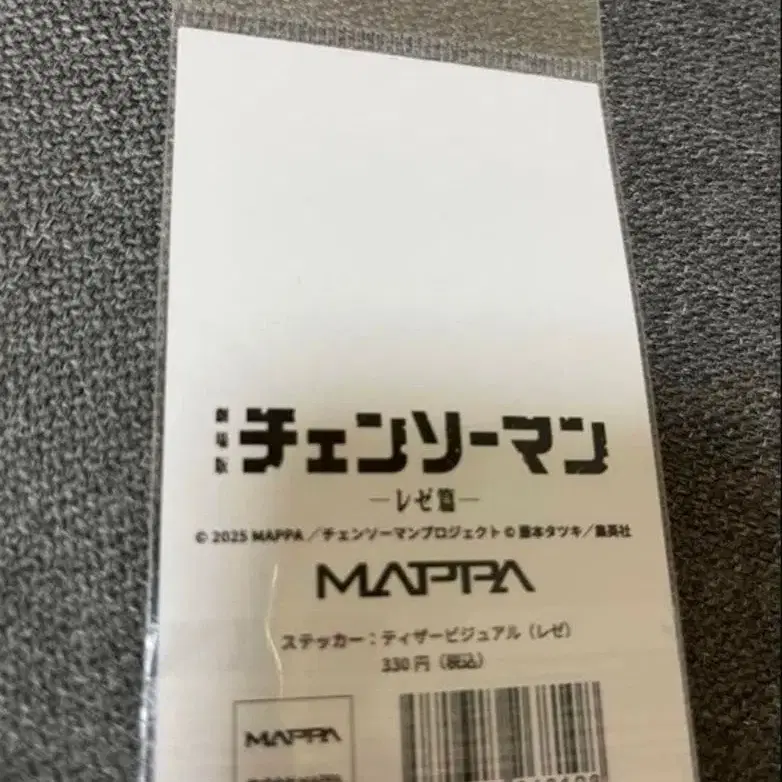 劇場版 チェンソーマン
―レゼ篇―
© 2025 MAPPA／チェンソーマンプロジェクト © 藤本タツキ／集英社
MAPPA
ステッカー：ティザービジュアル（レゼ）
330円（税込）
MAPPA